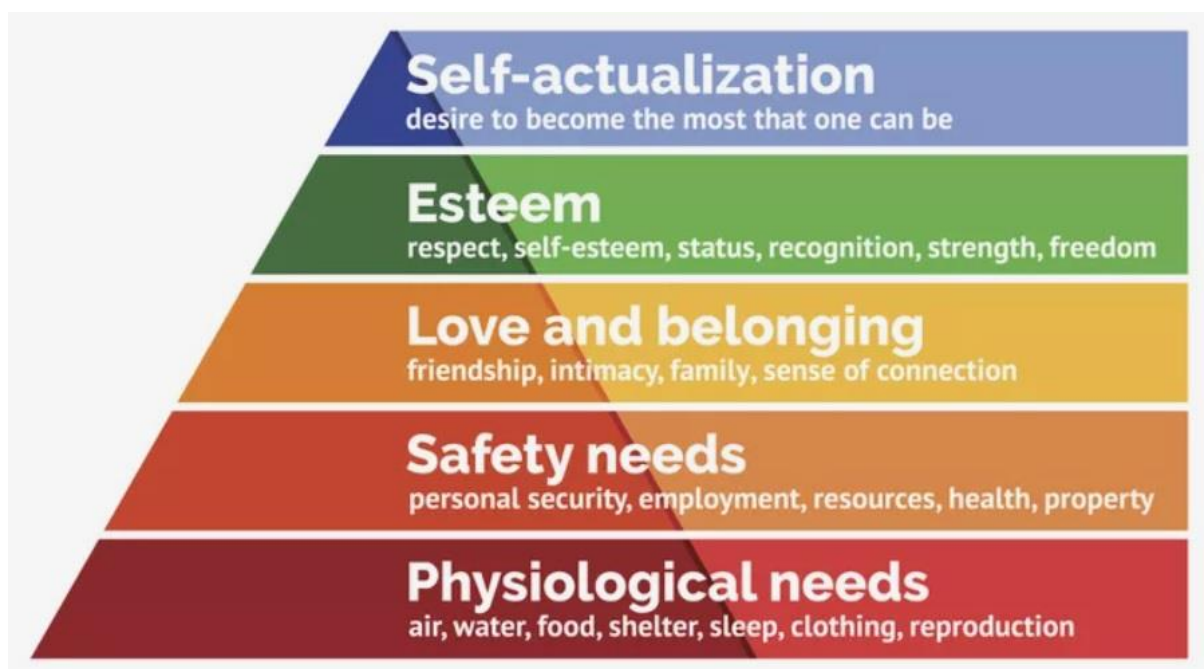 Self-actualization
desire to become the most that one can be
Esteem
respect, self-esteem, status, recognition, strength, freedom
Love and belonging
friendship, intimacy, family, sense of connection
Safety needs
personal security, employment, resources, health, property
Physiological needs
air, water, food, shelter, sleep, clothing, reproduction